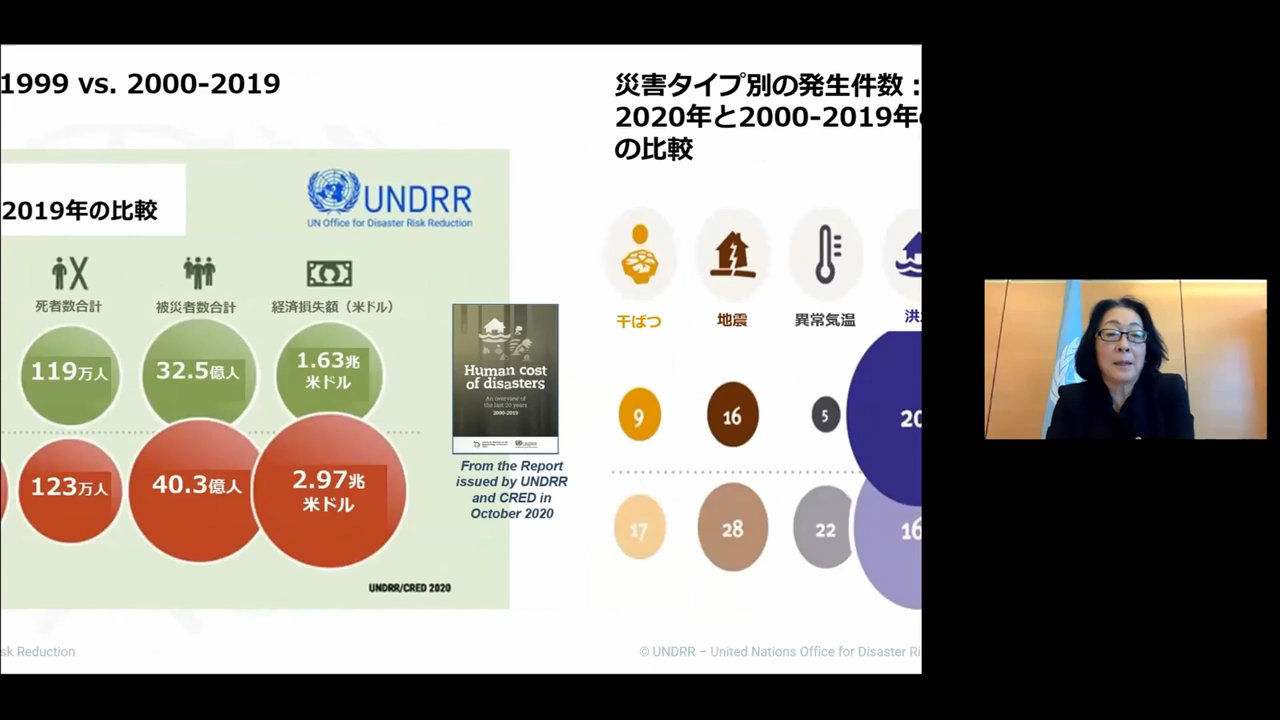 1999 vs. 2000-2019
2019年の比較
UNDRR
UN Office for Disaster Risk Reduction
死者数合計
被災者数合計
経済損失額（米ドル）
119万人
32.5億人
1.63兆
米ドル
123万人
40.3億人
2.97兆
米ドル
UNDRR/CRED 2020
Human cost
of disasters
An overview of
the last 20 years
2000-2019
From the Report
issued by UNDRR
and CRED in
October 2020
sk Reduction
災害タイプ別の発生件数：
2020年と2000-2019年
の比較
干ばつ
地震
異常気温
洪
9
16
5
20
17
28
22
16
© UNDRR – United Nations Office for Disaster Ri